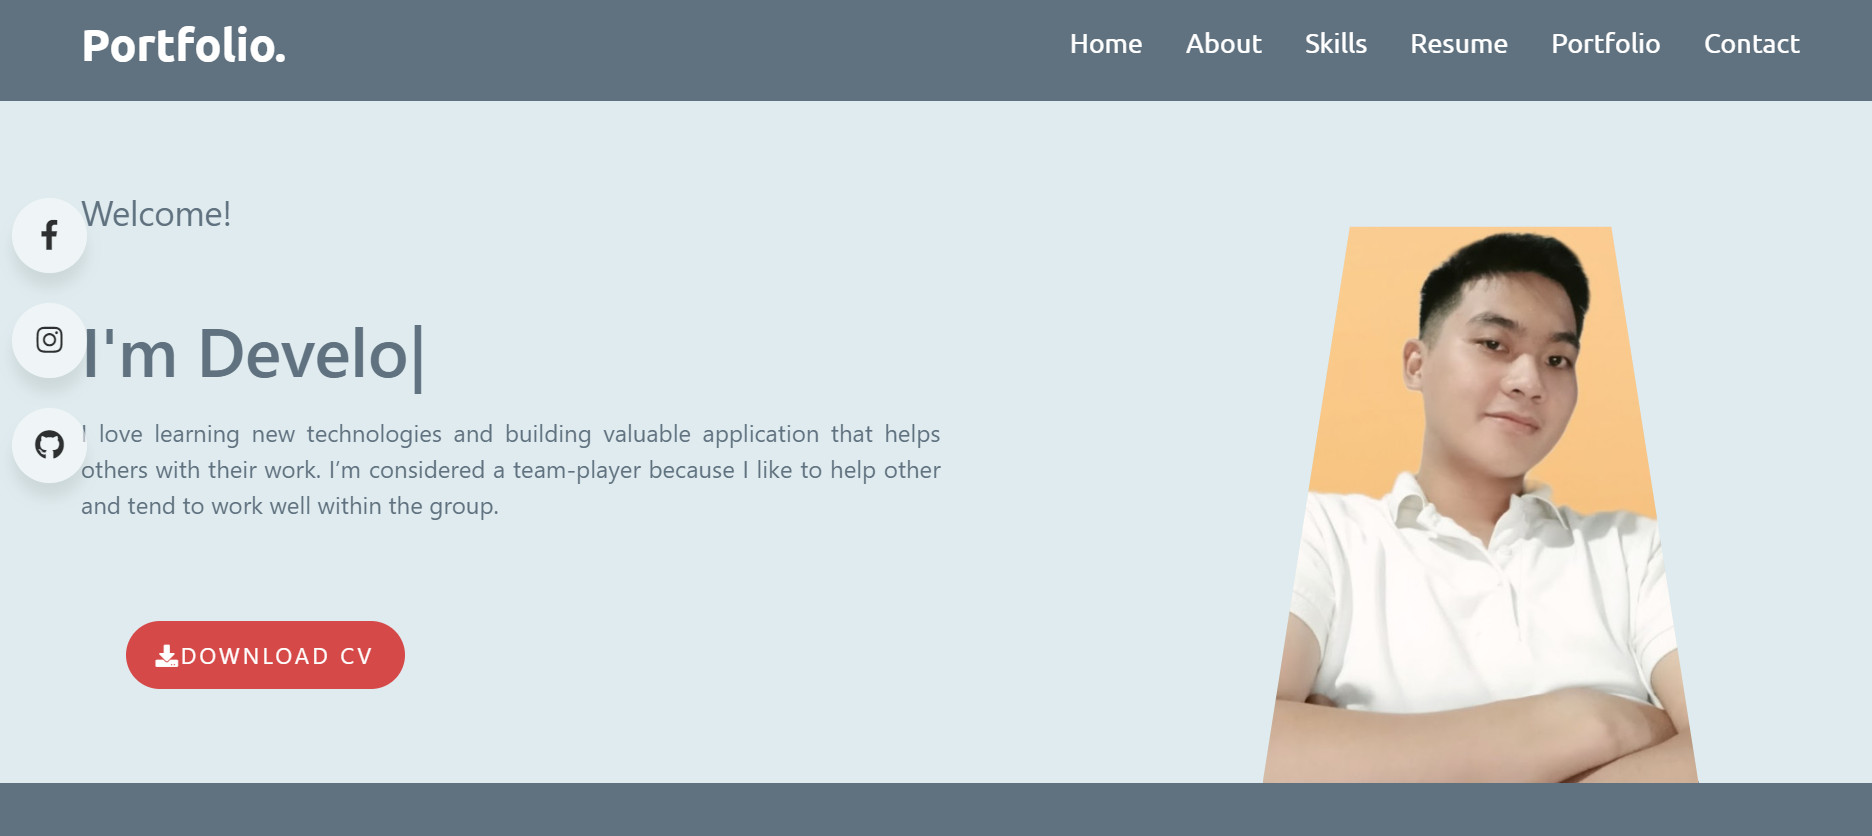 Portfolio.
Home About Skills Resume Portfolio Contact
Welcome!
I'm Develo|
I love learning new technologies and building valuable application that helps
others with their work. I’m considered a team-player because I like to help other
and tend to work well within the group.
DOWNLOAD CV